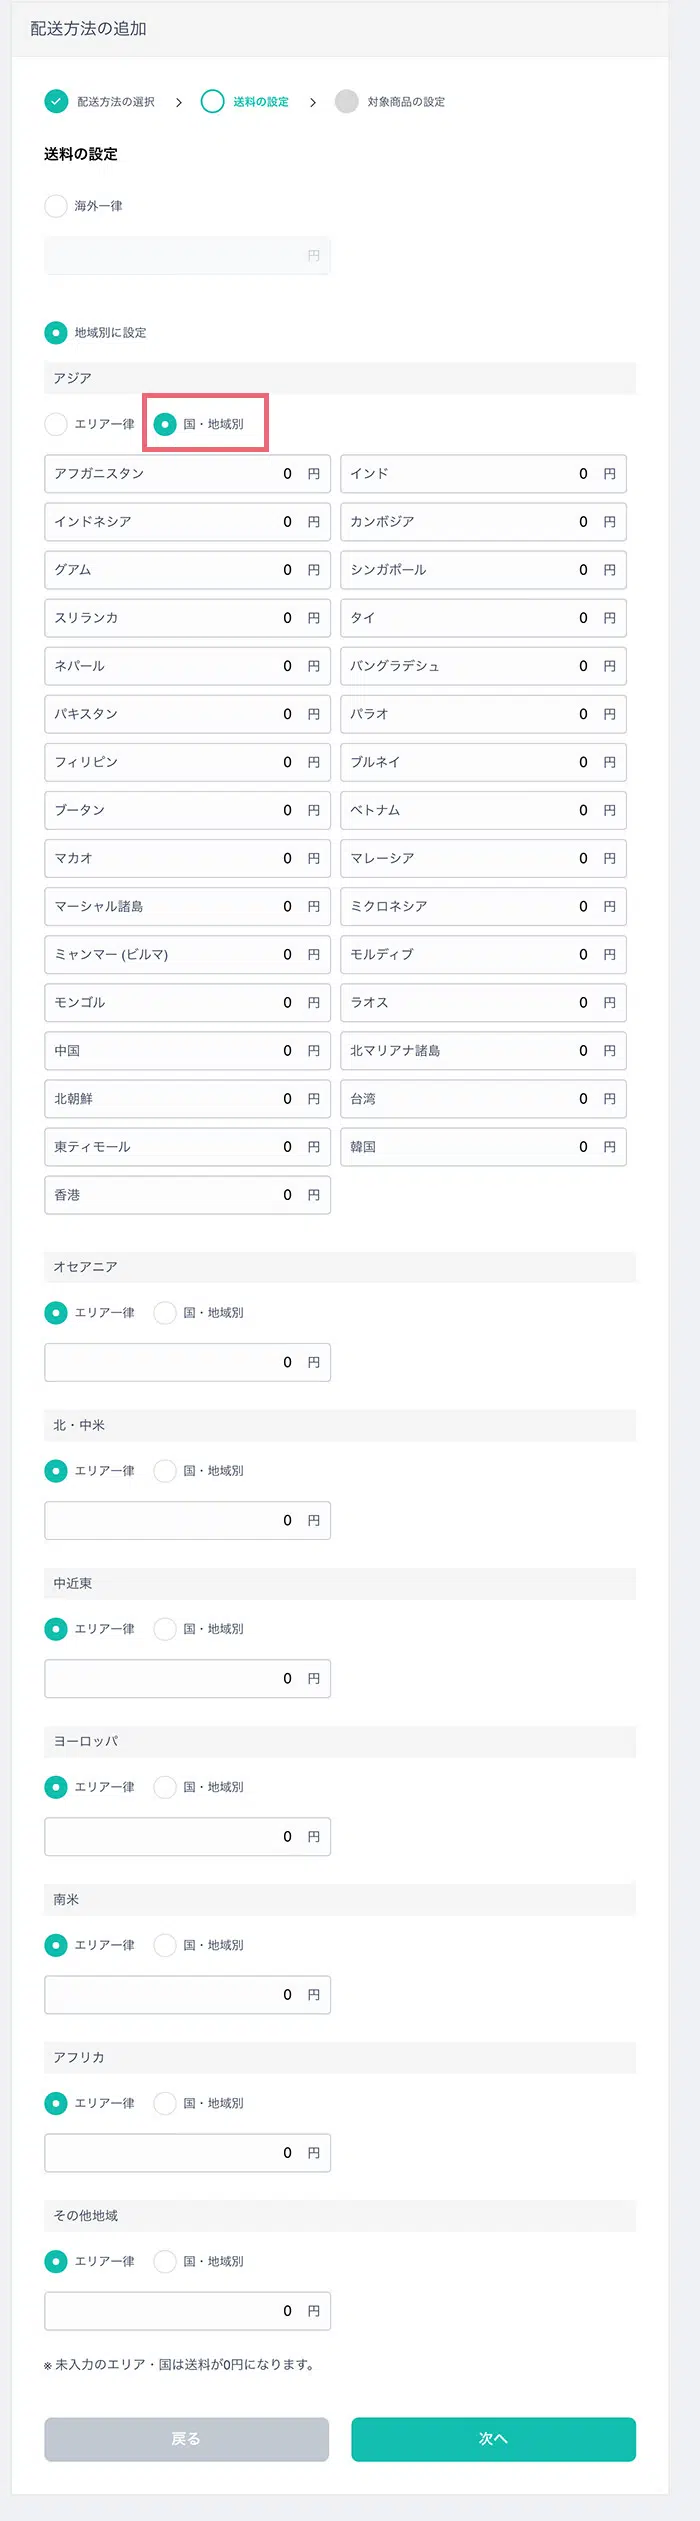 配送方法の追加
配送方法の選択 > 送料の設定 > 対象商品の設定
送料の設定
海外一律
円
地域別に設定
アジア
エリア一律 国・地域別
アフガニスタン 0 円 インド 0 円
インドネシア 0 円 カンボジア 0 円
グアム 0 円 シンガポール 0 円
スリランカ 0 円 タイ 0 円
ネパール 0 円 バングラデシュ 0 円
パキスタン 0 円 パラオ 0 円
フィリピン 0 円 ブルネイ 0 円
ブータン 0 円 ベトナム 0 円
マカオ 0 円 マレーシア 0 円
マーシャル諸島 0 円 ミクロネシア 0 円
ミャンマー (ビルマ) 0 円 モルディブ 0 円
モンゴル 0 円 ラオス 0 円
中国 0 円 北マリアナ諸島 0 円
北朝鮮 0 円 台湾 0 円
東ティモール 0 円 韓国 0 円
香港 0 円
オセアニア
エリア一律 国・地域別
0 円
北・中米
エリア一律 国・地域別
0 円
中近東
エリア一律 国・地域別
0 円
ヨーロッパ
エリア一律 国・地域別
0 円
南米
エリア一律 国・地域別
0 円
アフリカ
エリア一律 国・地域別
0 円
その他地域
エリア一律 国・地域別
0 円
※ 未入力のエリア・国は送料が0円になります。
戻る 次へ